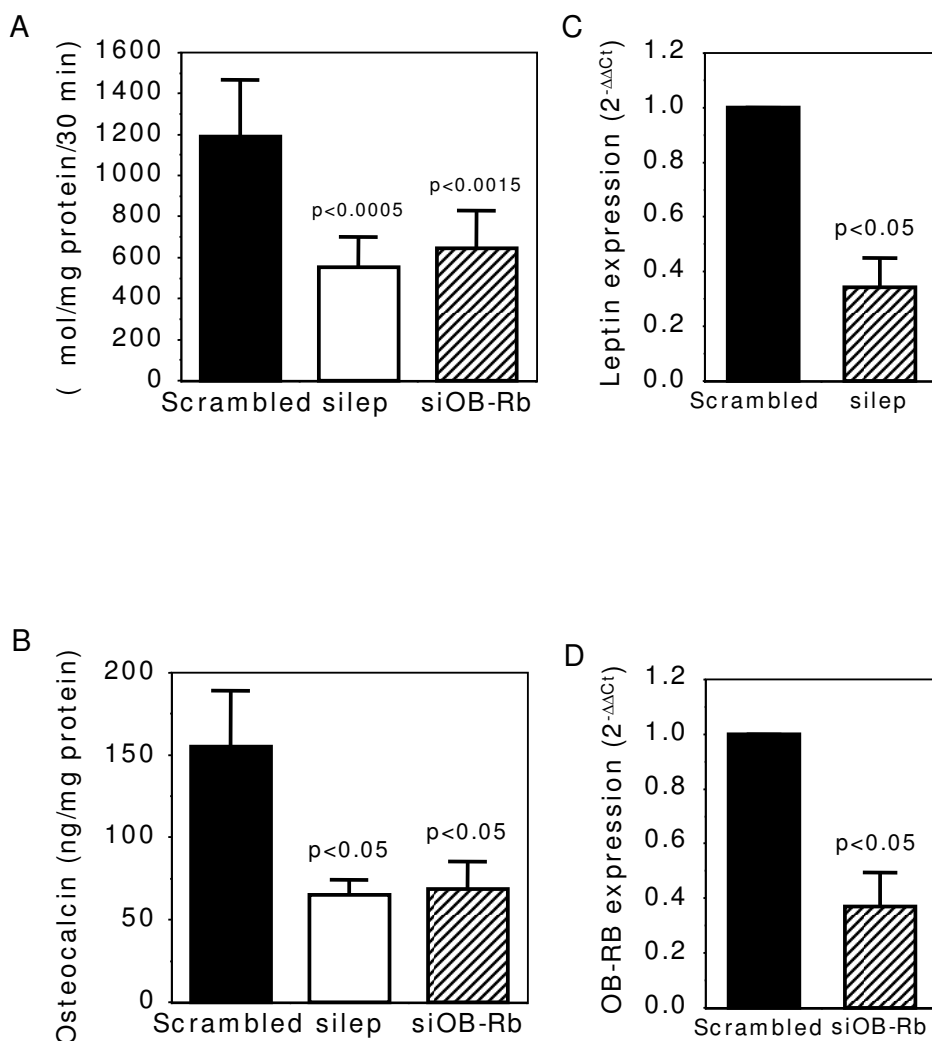 A
( mol/mg protein/30 min)
1600
1400
1200
1000
800
600
400
200
0
p<0.0005
p<0.0015
Scrambled silep siOB-Rb
C
Leptin expression (2-ΔΔCt)
1.2
1.0
0.8
0.6
0.4
0.2
0.0
p<0.05
Scrambled silep
B
Osteocalcin (ng/mg protein)
200
150
100
50
0
p<0.05
p<0.05
Scrambled silep siOB-Rb
D
OB-RB expression (2-ΔΔCt)
1.2
1.0
0.8
0.6
0.4
0.2
0.0
p<0.05
Scrambled siOB-Rb